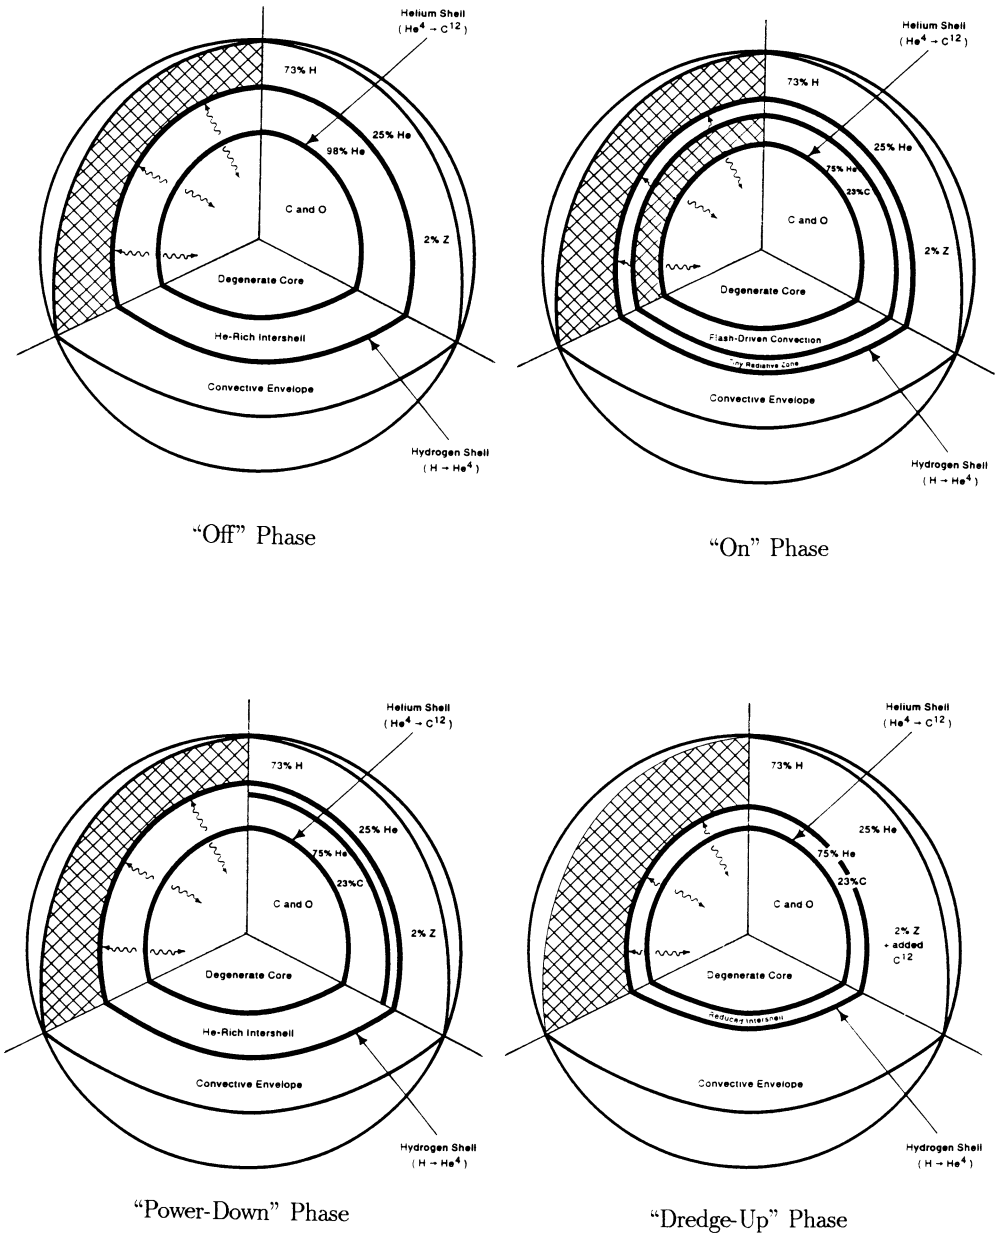 Helium Shell
( He⁴ → C¹² )
73% H
25% He
98% He
C and O
2% Z
Degenerate Core
He-Rich Intershell
Convective Envelope
Hydrogen Shell
( H → He⁴ )
“Off” Phase
Helium Shell
( He⁴ → C¹² )
73% H
25% He
75% He
23%C
C and O
2% Z
Degenerate Core
Flash-Driven Convection
Tiny Radiative Zone
Convective Envelope
Hydrogen Shell
( H → He⁴ )
“On” Phase
Helium Shell
( He⁴ → C¹² )
73% H
25% He
75% He
23%C
C and O
2% Z
Degenerate Core
He-Rich Intershell
Convective Envelope
Hydrogen Shell
( H → He⁴ )
“Power-Down” Phase
Helium Shell
( He⁴ → C¹² )
73% H
25% He
75% He
23%C
C and O
2% Z
+ added
C¹²
Degenerate Core
Reduced Intershell
Convective Envelope
Hydrogen Shell
( H → He⁴ )
“Dredge-Up” Phase